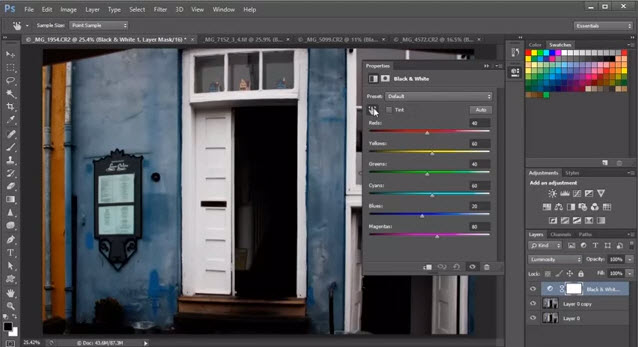 Ps File Edit Image Layer Type Select Filter 3D View Window Help
Sample Size: Point Sample Essentials
_MG_1954.CR2 @ 25.4% (Black & White 1, Layer Mask/16) * _MG_7152_3_4.tif @ 25.9% _MG_5099.CR2 @ 11% _MG_4572.CR2 @ 16.5%
Properties
Black & White
Preset: Default
Tint Auto
Reds: 40
Yellows: 60
Greens: 40
Cyans: 60
Blues: 20
Magentas: 80
Color Swatches
Adjustments Styles
Add an adjustment
Layers Channels Paths
Kind
Luminosity Opacity: 100%
Lock: Fill: 100%
Black & Whit...
Layer 0 copy
Layer 0
25.42% Doc: 43.6M/87.3M